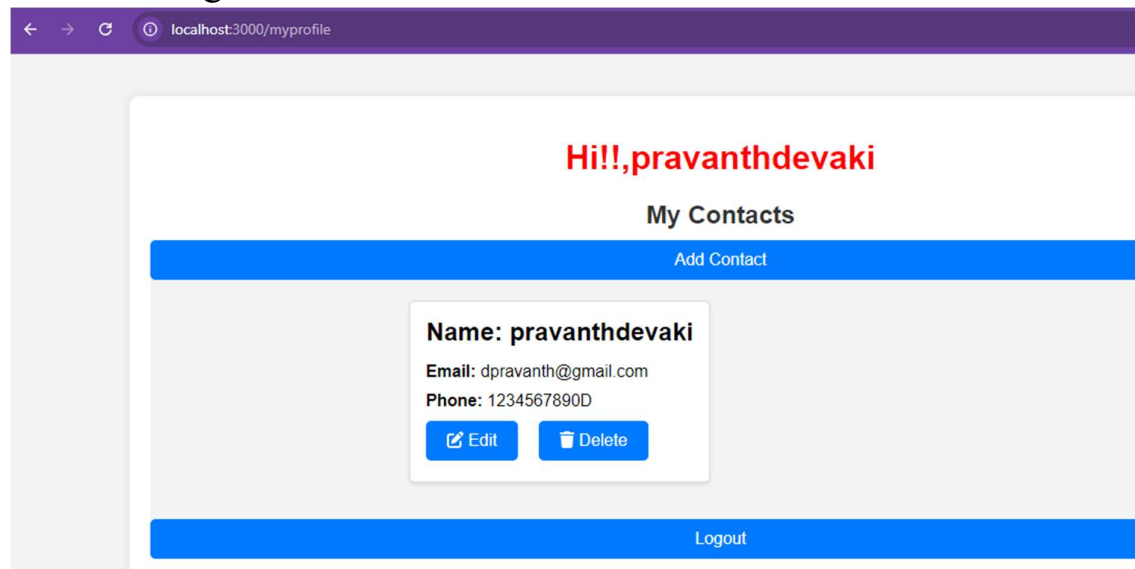 localhost:3000/myprofile
Hi!!,pravanthdevaki
My Contacts
Add Contact
Name: pravanthdevaki
Email: dpravanth@gmail.com
Phone: 1234567890D
Edit Delete
Logout